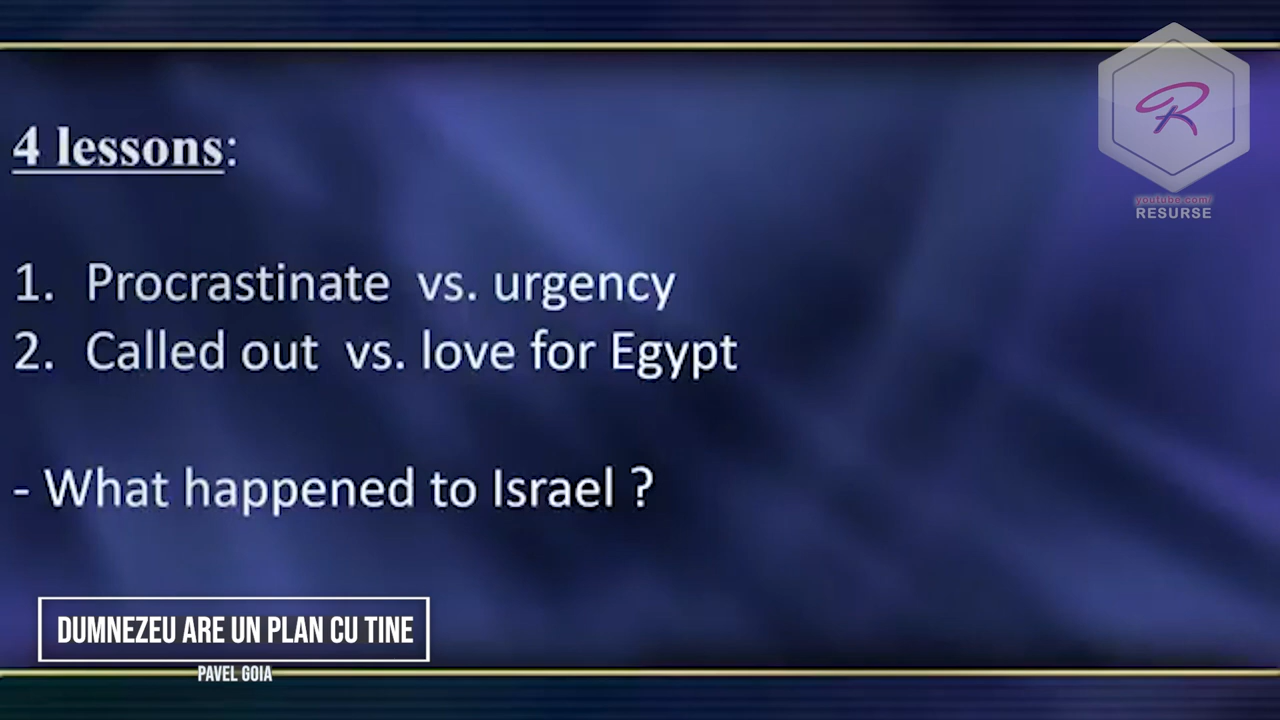 4 lessons:
1. Procrastinate vs. urgency
2. Called out vs. love for Egypt
- What happened to Israel ?
DUMNEZEU ARE UN PLAN CU TINE
PAVEL GOIA
R
youtube.com/
RESURSE